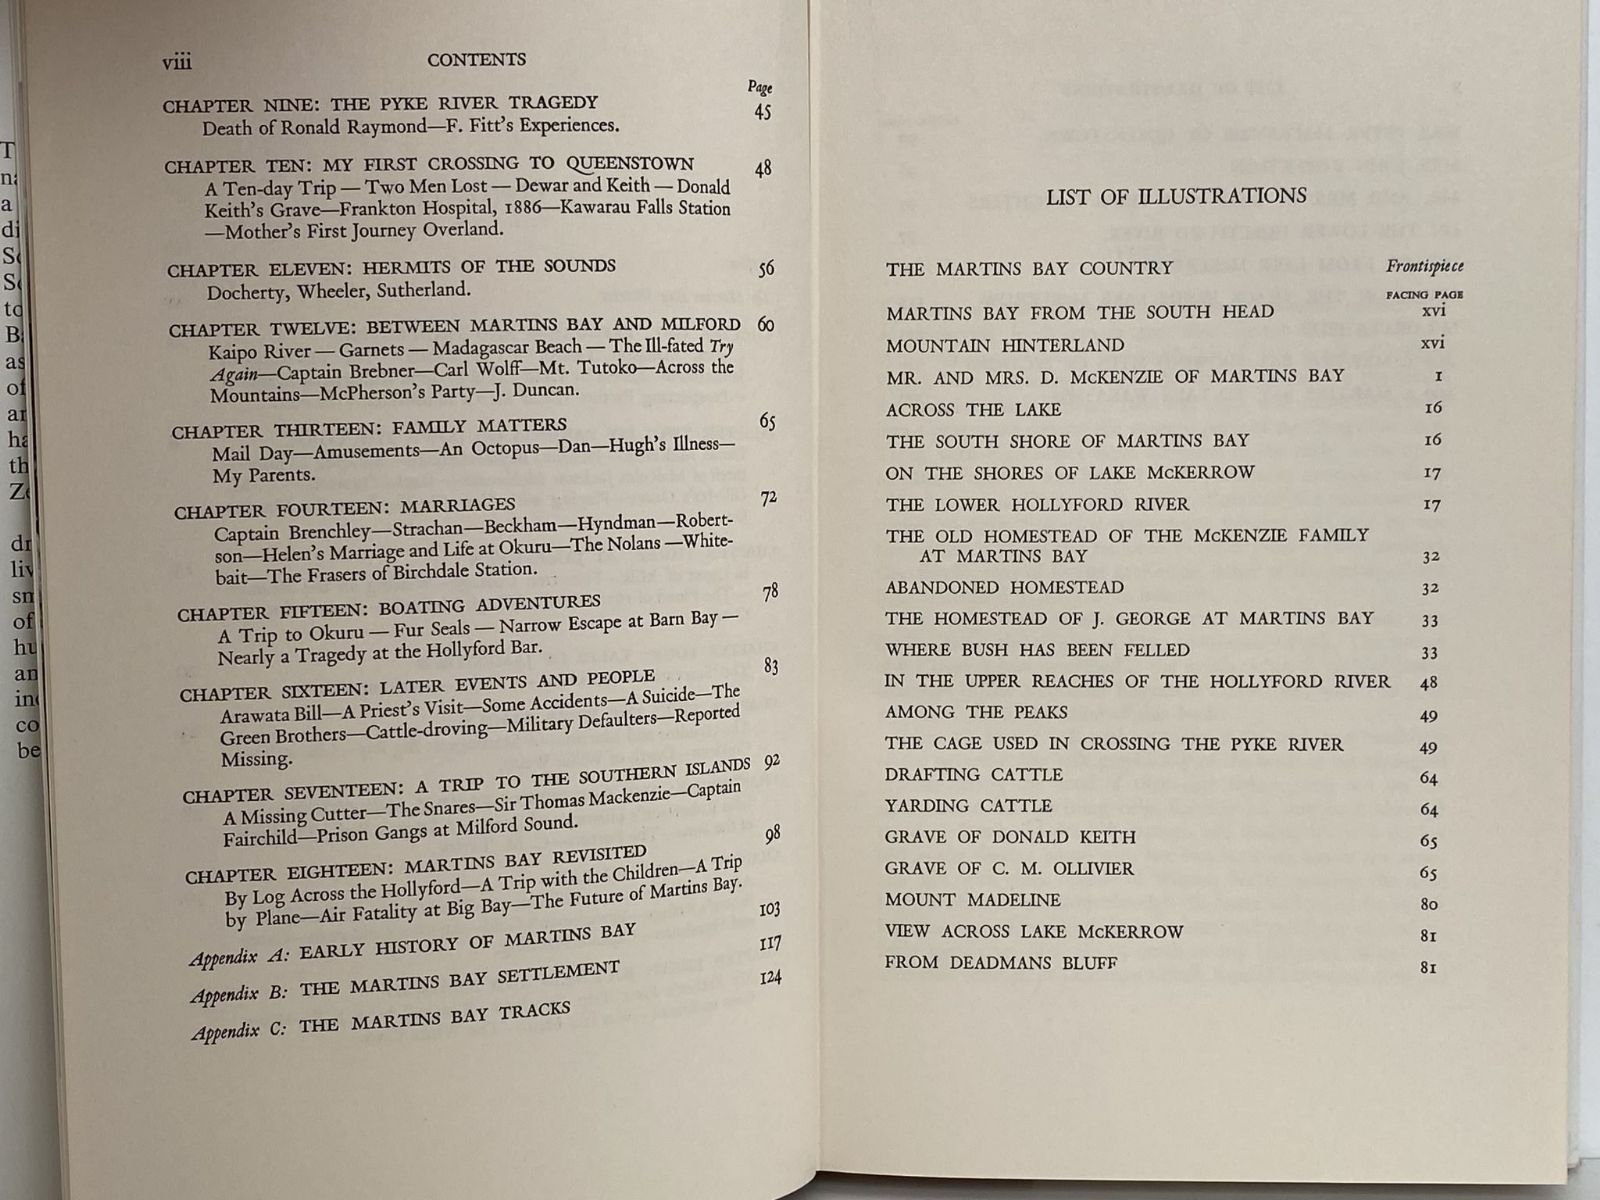 viii CONTENTS
Page
CHAPTER NINE: THE PYKE RIVER TRAGEDY 45
Death of Ronald Raymond—F. Fitt's Experiences.
CHAPTER TEN: MY FIRST CROSSING TO QUEENSTOWN 48
A Ten-day Trip — Two Men Lost — Dewar and Keith — Donald
Keith's Grave—Frankton Hospital, 1886—Kawarau Falls Station
—Mother's First Journey Overland.
CHAPTER ELEVEN: HERMITS OF THE SOUNDS 56
Docherty, Wheeler, Sutherland.
CHAPTER TWELVE: BETWEEN MARTINS BAY AND MILFORD 60
Kaipo River — Garnets — Madagascar Beach — The Ill-fated Try
Again—Captain Brebner—Carl Wolff—Mt. Tutoko—Across the
Mountains—McPherson's Party—J. Duncan.
CHAPTER THIRTEEN: FAMILY MATTERS 65
Mail Day—Amusements—An Octopus—Dan—Hugh's Illness—
My Parents.
CHAPTER FOURTEEN: MARRIAGES 72
Captain Brenchley—Strachan—Beckham—Hyndman—Robert-
son—Helen's Marriage and Life at Okuru—The Nolans—White-
bait—The Frasers of Birchdale Station.
CHAPTER FIFTEEN: BOATING ADVENTURES 78
A Trip to Okuru — Fur Seals — Narrow Escape at Barn Bay —
Nearly a Tragedy at the Hollyford Bar.
CHAPTER SIXTEEN: LATER EVENTS AND PEOPLE 83
Arawata Bill—A Priest's Visit—Some Accidents—A Suicide—The
Green Brothers—Cattle-droving—Military Defaulters—Reported
Missing.
CHAPTER SEVENTEEN: A TRIP TO THE SOUTHERN ISLANDS 92
A Missing Cutter—The Snares—Sir Thomas Mackenzie—Captain
Fairchild—Prison Gangs at Milford Sound.
CHAPTER EIGHTEEN: MARTINS BAY REVISITED 98
By Log Across the Hollyford—A Trip with the Children—A Trip
by Plane—Air Fatality at Big Bay—The Future of Martins Bay.
Appendix A: EARLY HISTORY OF MARTINS BAY 103
Appendix B: THE MARTINS BAY SETTLEMENT 117
Appendix C: THE MARTINS BAY TRACKS 124
LIST OF ILLUSTRATIONS
THE MARTINS BAY COUNTRY Frontispiece
FACING PAGE
MARTINS BAY FROM THE SOUTH HEAD xvi
MOUNTAIN HINTERLAND xvi
MR. AND MRS. D. McKENZIE OF MARTINS BAY 1
ACROSS THE LAKE 16
THE SOUTH SHORE OF MARTINS BAY 16
ON THE SHORES OF LAKE McKERROW 17
THE LOWER HOLLYFORD RIVER 17
THE OLD HOMESTEAD OF THE McKENZIE FAMILY
AT MARTINS BAY 32
ABANDONED HOMESTEAD 32
THE HOMESTEAD OF J. GEORGE AT MARTINS BAY 33
WHERE BUSH HAS BEEN FELLED 33
IN THE UPPER REACHES OF THE HOLLYFORD RIVER 48
AMONG THE PEAKS 49
THE CAGE USED IN CROSSING THE PYKE RIVER 49
DRAFTING CATTLE 64
YARDING CATTLE 64
GRAVE OF DONALD KEITH 65
GRAVE OF C. M. OLLIVIER 65
MOUNT MADELINE 80
VIEW ACROSS LAKE McKERROW 81
FROM DEADMANS BLUFF 81